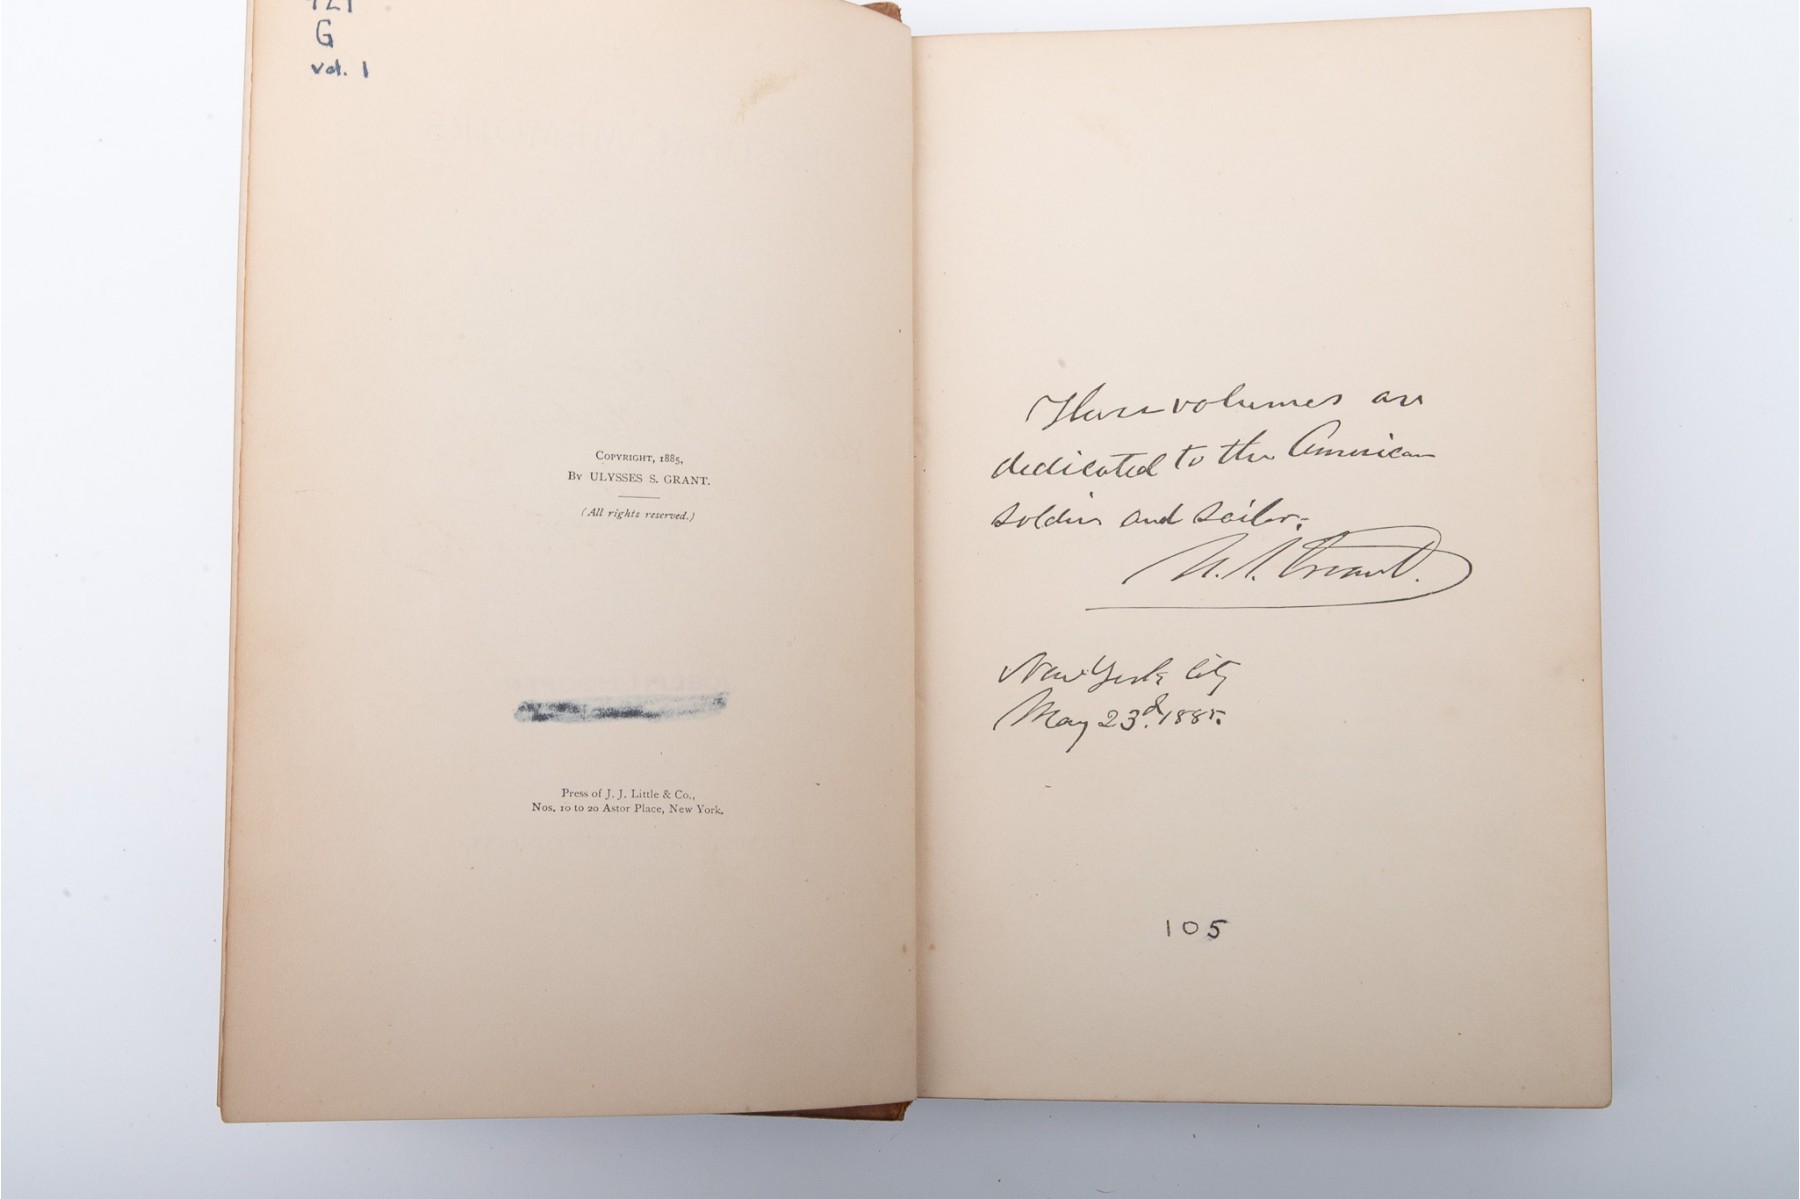 G
vol. 1
COPYRIGHT, 1885,
BY ULYSSES S. GRANT.
(All rights reserved.)
Press of J. J. Little & Co.,
Nos. 10 to 20 Astor Place, New York.
These volumes are
dedicated to the American
soldier and sailor.
U. S. Grant.
New York City
May 23d. 1885.
105